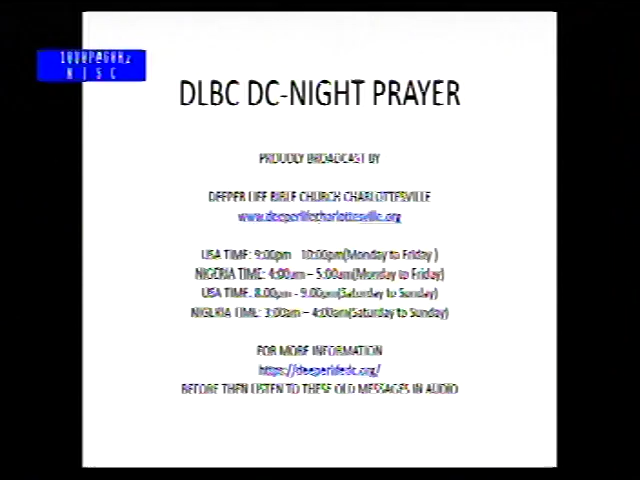 1080P@60Hz
N T S C
DLBC DC-NIGHT PRAYER
PROUDLY BROADCAST BY
DEEPER LIFE BIBLE CHURCH CHARLOTTESVILLE
www.deeperlifecharlottesville.org
USA TIME: 9:00pm - 10:00pm(Monday to Friday )
NIGERIA TIME: 4:00am – 5:00am(Monday to Friday)
USA TIME: 8.00pm - 9.00pm(Saturday to Sunday)
NIGERIA TIME: 3:00am – 4:00am(Saturday to Sunday)
FOR MORE INFORMATION
https://deeperlifedc.org/
BEFORE THEN LISTEN TO THESE OLD MESSAGES IN AUDIO